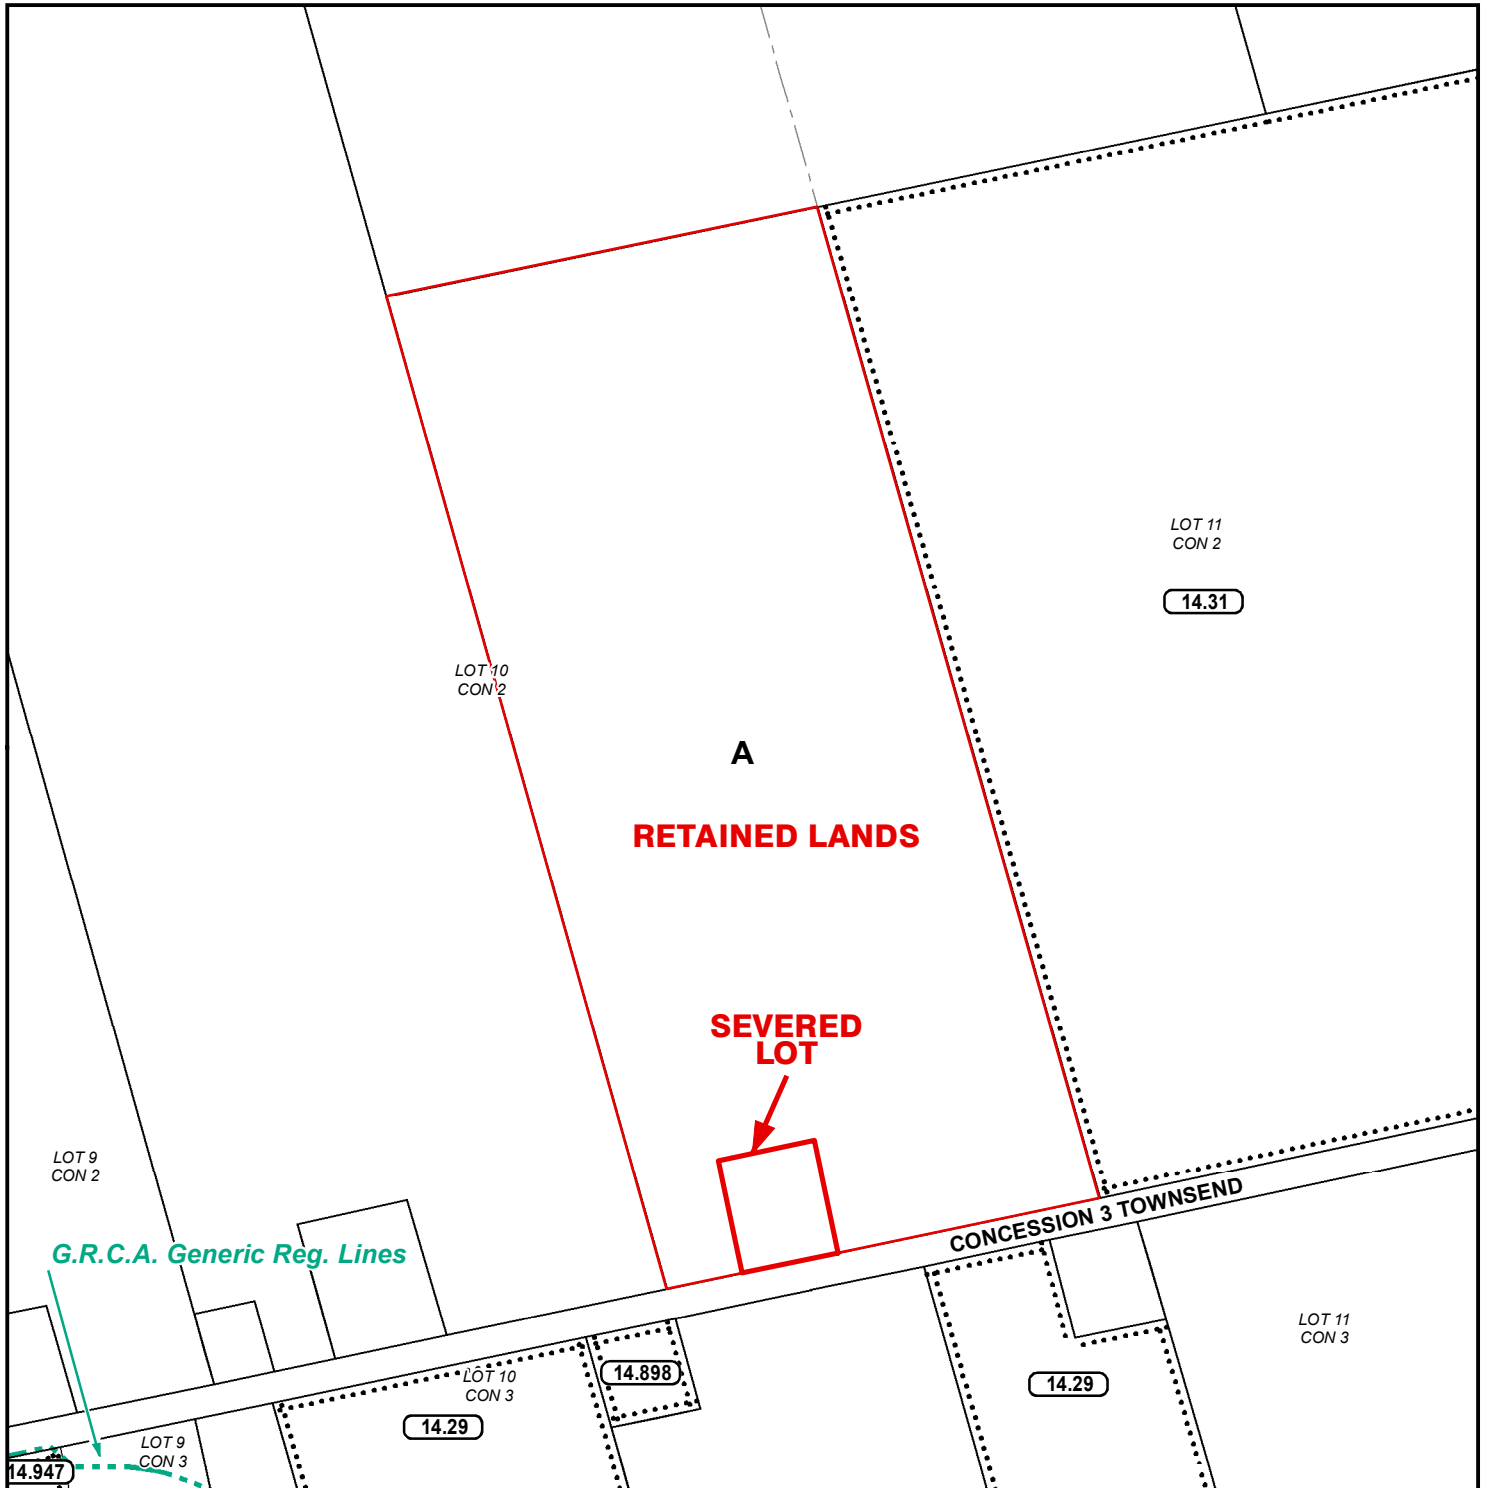 LOT 11
CON 2
14.31
LOT 10
CON 2
A
RETAINED LANDS
SEVERED
LOT
LOT 9
CON 2
CONCESSION 3 TOWNSEND
G.R.C.A. Generic Reg. Lines
LOT 11
CON 3
14.898
LOT 10
CON 3
14.29
14.29
LOT 9
CON 3
14.947